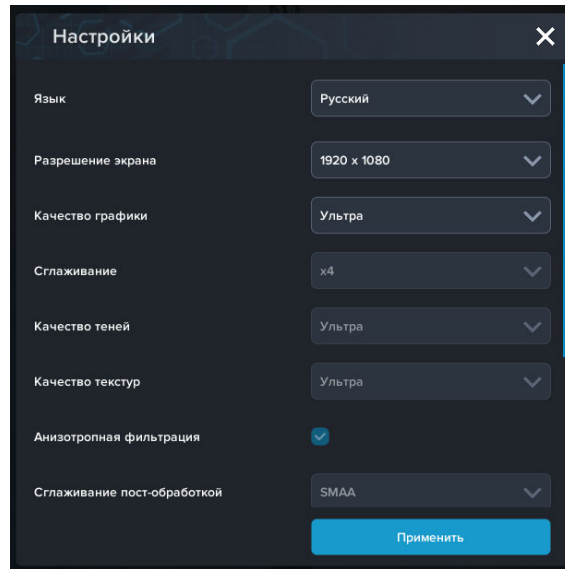 Настройки
Язык
Русский
Разрешение экрана
1920 x 1080
Качество графики
Ультра
Сглаживание
x4
Качество теней
Ультра
Качество текстур
Ультра
Анизотропная фильтрация
Сглаживание пост-обработкой
SMAA
Применить